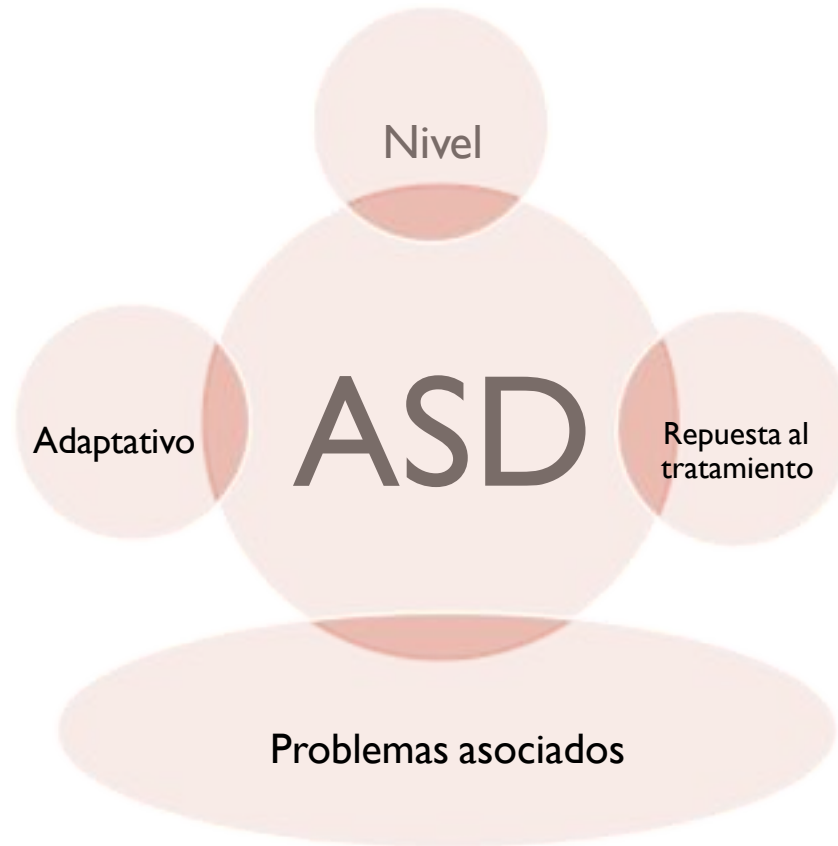 Nivel
Adaptativo
ASD
Repuesta al
tratamiento
Problemas asociados